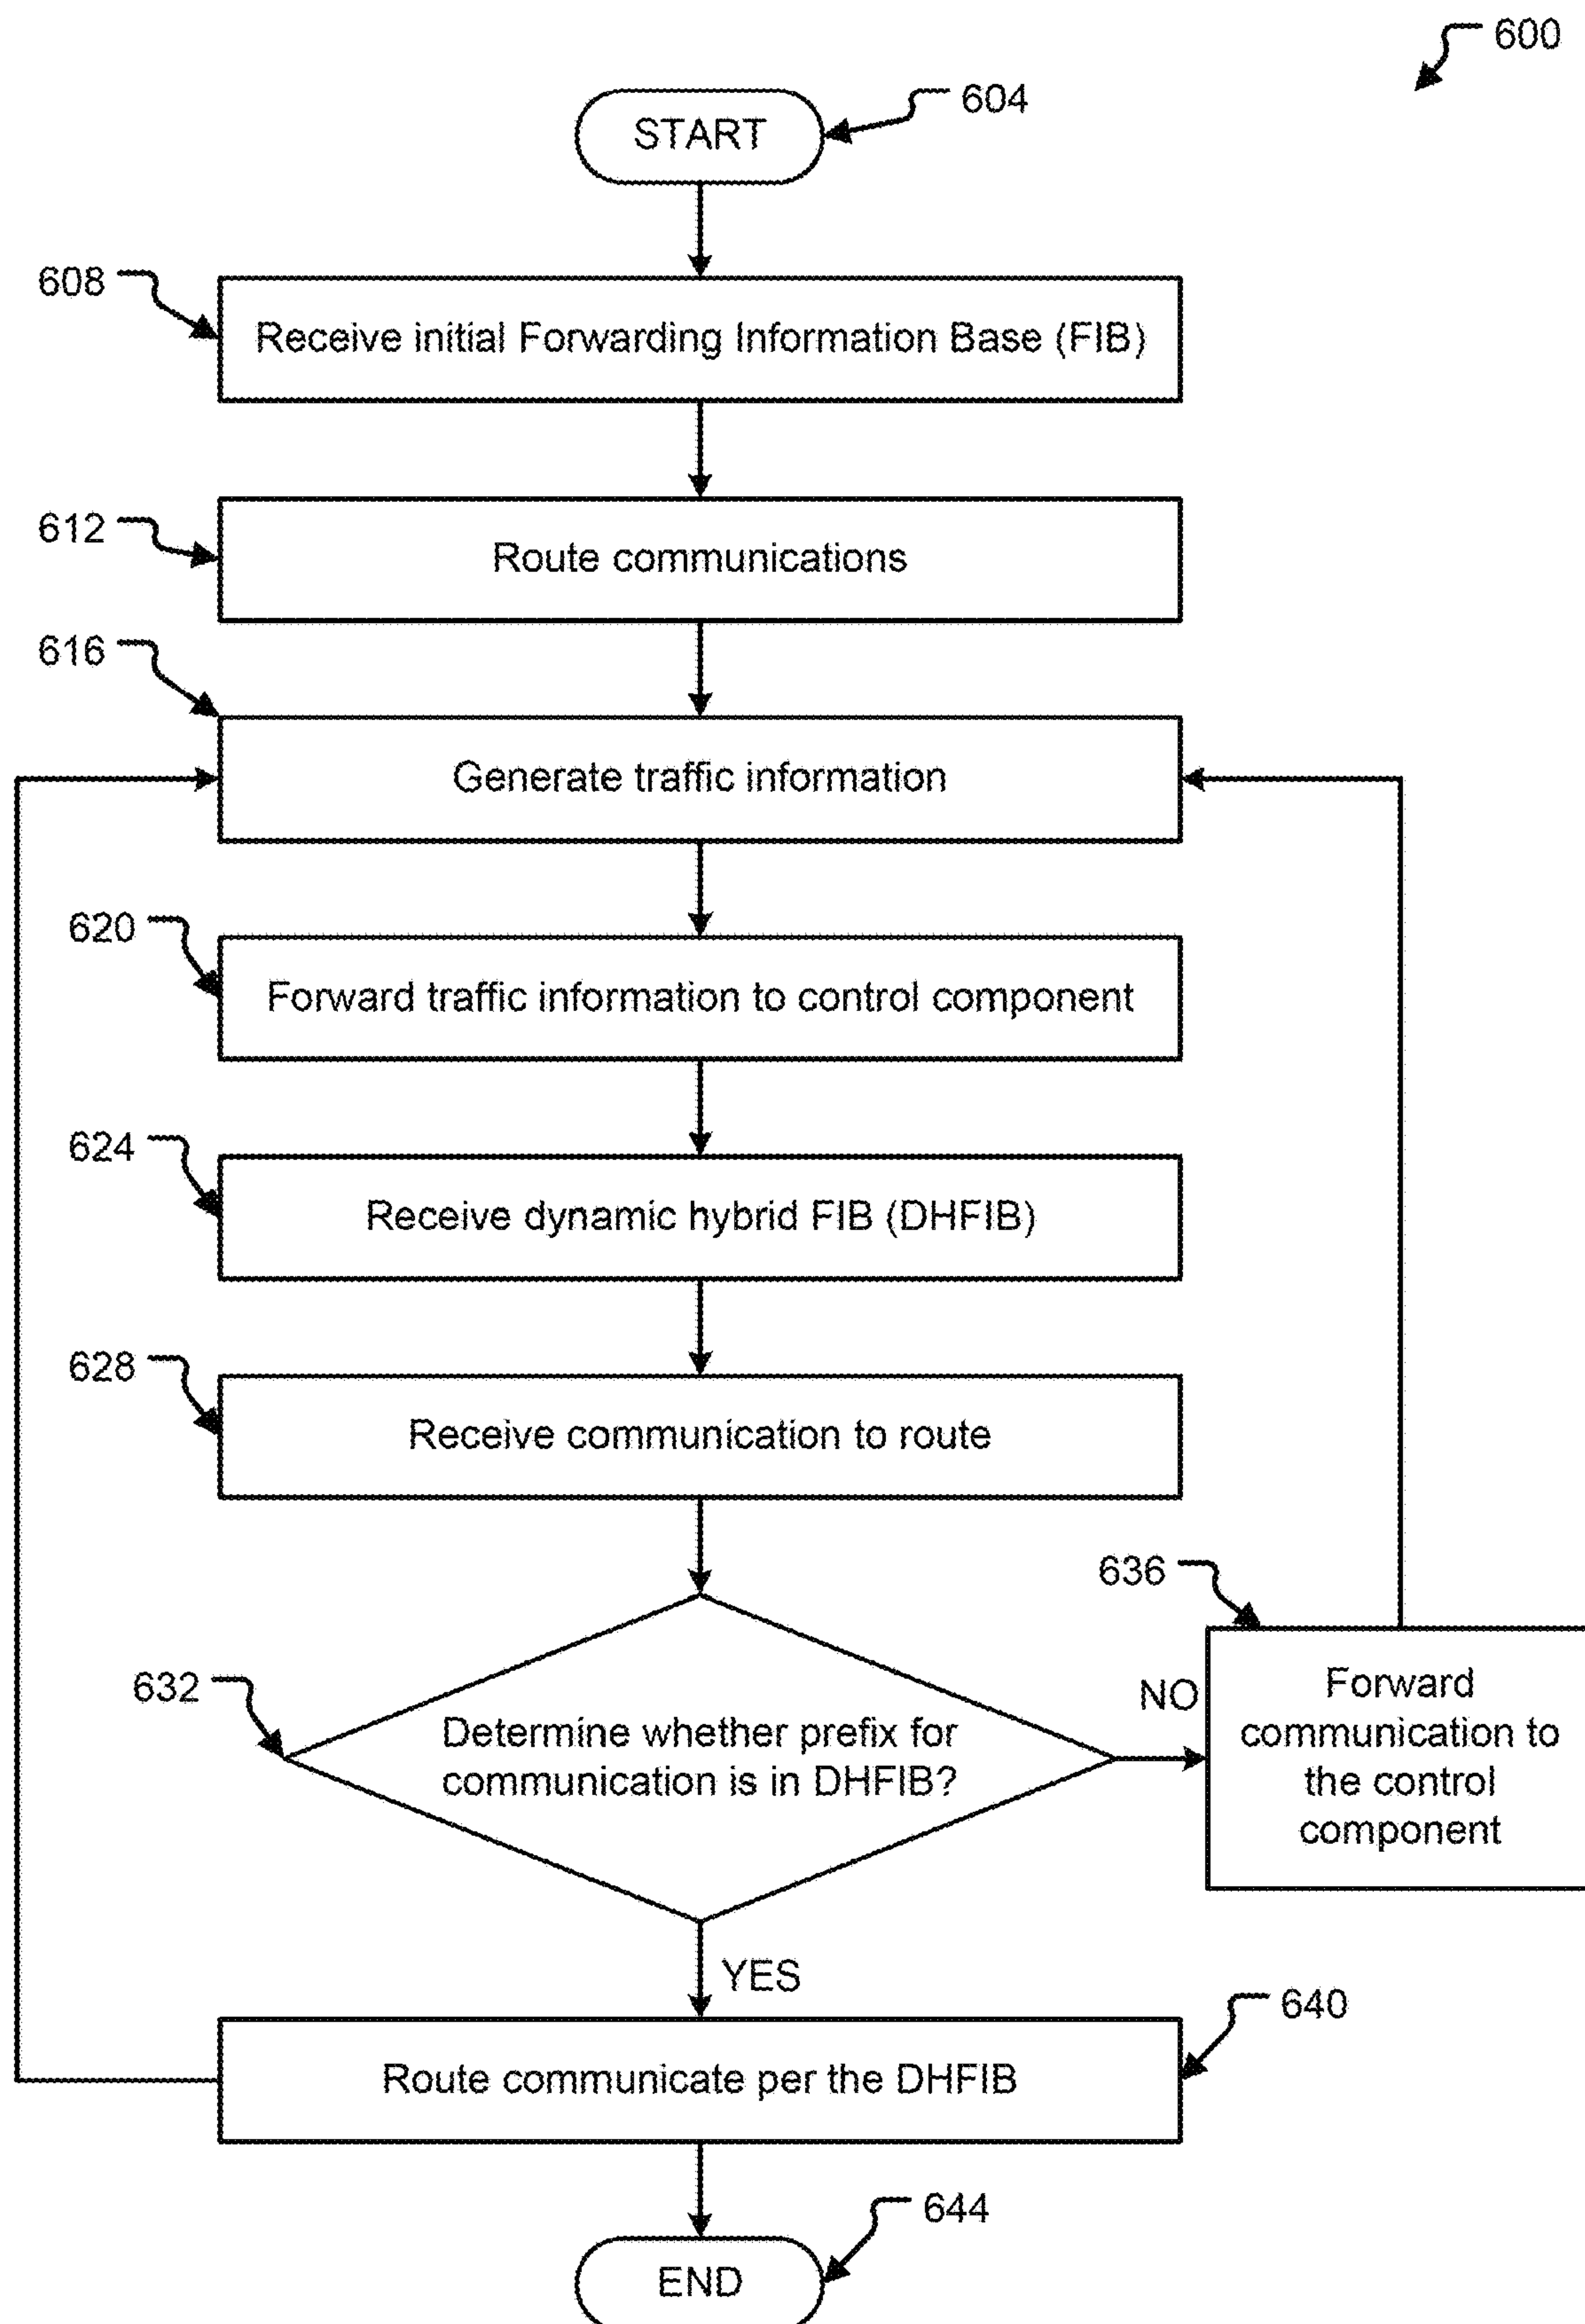 600
START
604
608
Receive initial Forwarding Information Base (FIB)
612
Route communications
616
Generate traffic information
620
Forward traffic information to control component
624
Receive dynamic hybrid FIB (DHFIB)
628
Receive communication to route
636
632
Determine whether prefix for
communication is in DHFIB?
NO
Forward
communication to
the control
component
YES
640
Route communicate per the DHFIB
644
END